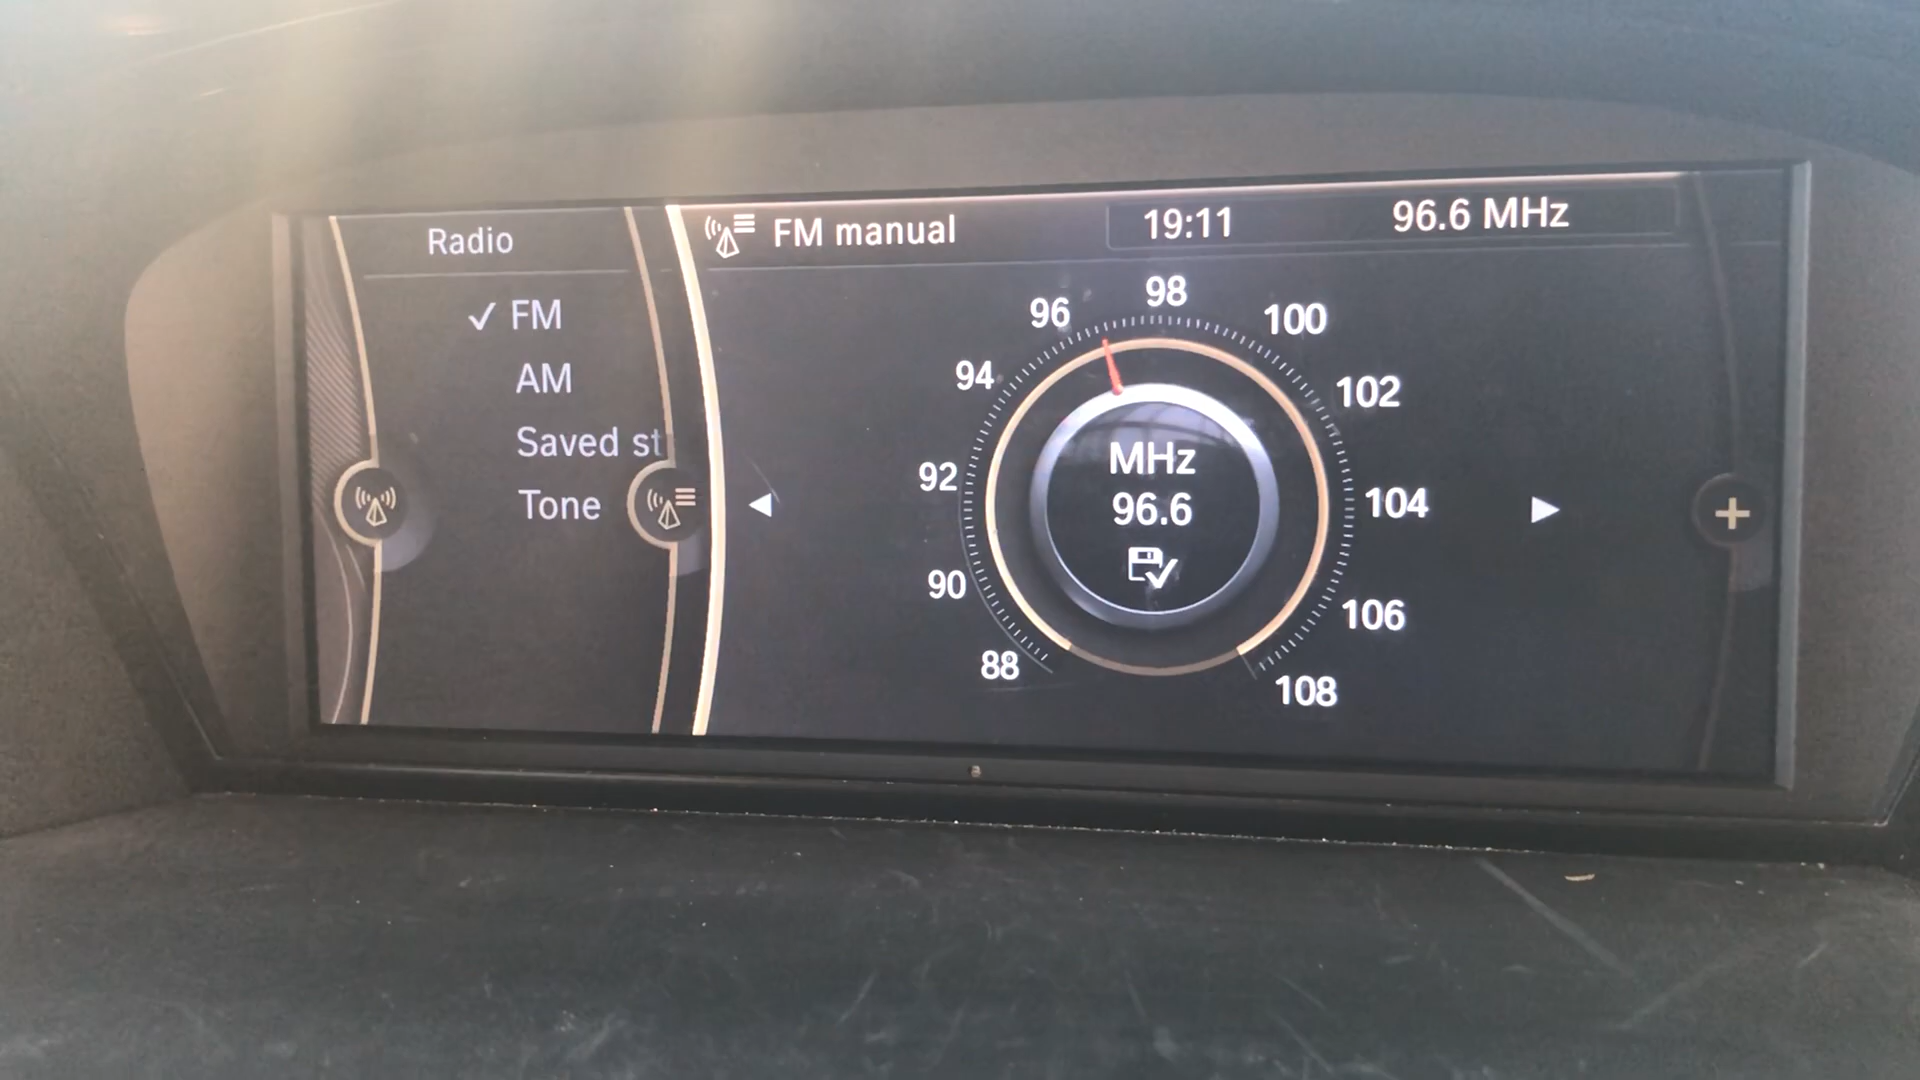 Radio
✓ FM
AM
Saved st
Tone
FM manual
19:11
96.6 MHz
88
90
92
94
96
98
100
102
104
106
108
MHz
96.6